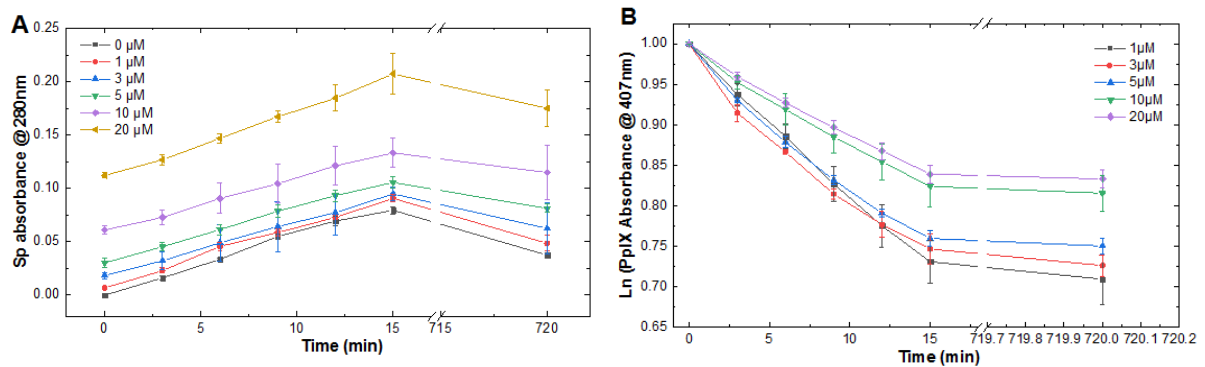 A
Sp absorbance @280nm
0.25
0.20
0.15
0.10
0.05
0.00
0 µM
1 µM
3 µM
5 µM
10 µM
20 µM
0
5
10
15
715
720
Time (min)
B
Ln (PpIX Absorbance @407nm)
1.00
0.95
0.90
0.85
0.80
0.75
0.70
0.65
1µM
3µM
5µM
10µM
20µM
0
5
10
15
719.7
719.8
719.9
720.0
720.1
720.2
Time (min)